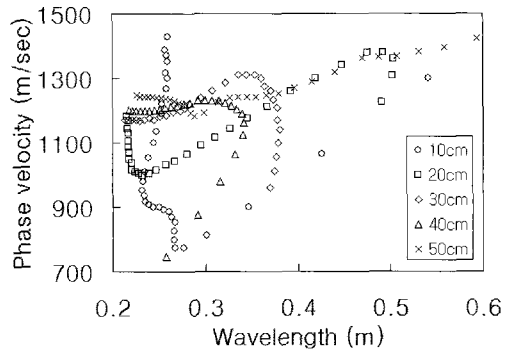 Phase velocity (m/sec)
1500
1300
1100
900
700
0.2
0.3
0.4
0.5
0.6
Wavelength (m)
10cm
20cm
30cm
40cm
50cm